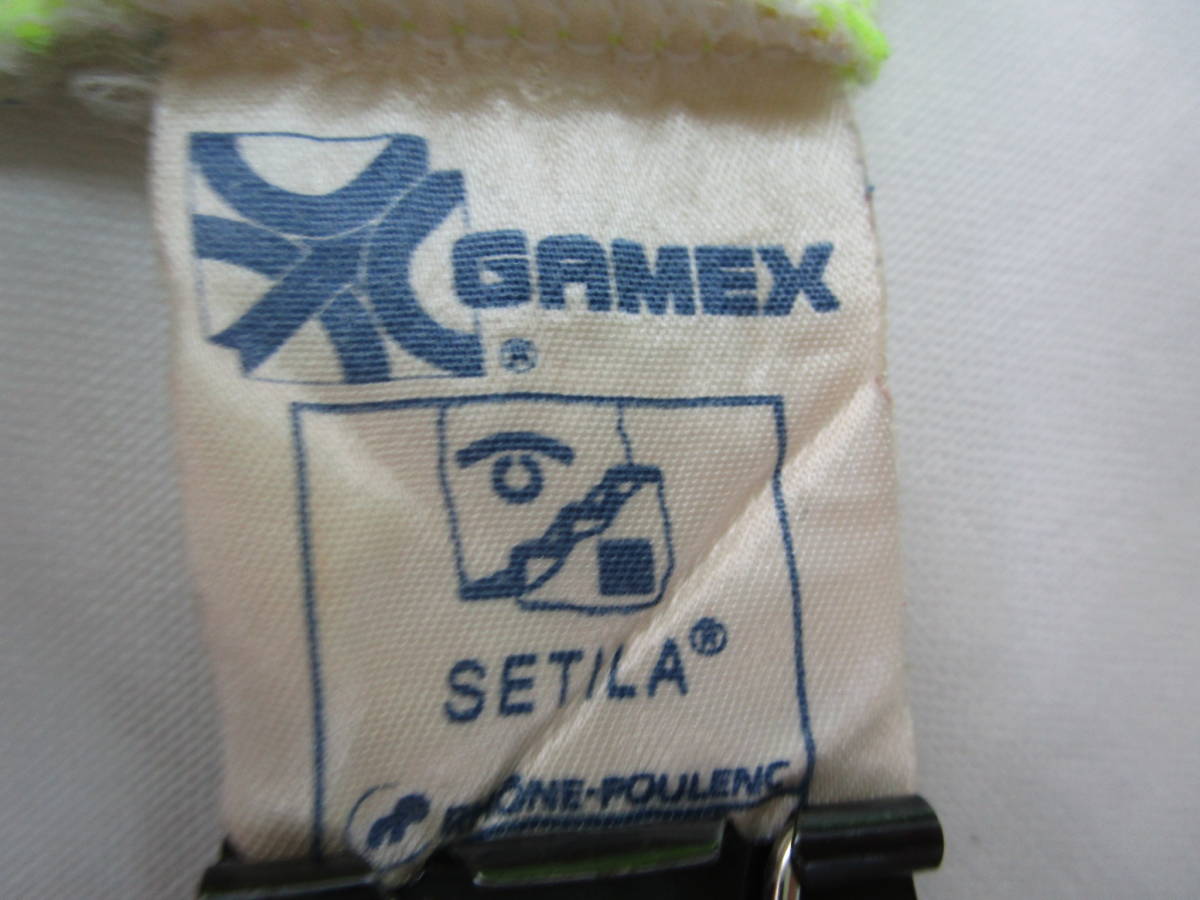 GAMEX
®
SETILA®
RHÔNE-POULENC